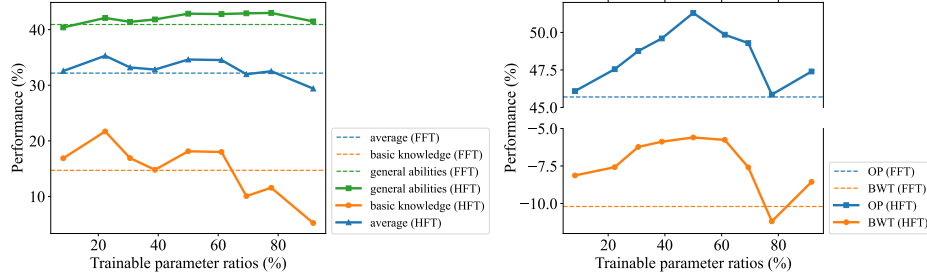 40
30
20
10
Performance (%)
20
40
60
80
Trainable parameter ratios (%)
average (FFT)
basic knowledge (FFT)
general abilities (FFT)
general abilities (HFT)
basic knowledge (HFT)
average (HFT)
50.0
47.5
45.0
−5.0
−7.5
−10.0
Performance (%)
20
40
60
80
Trainable parameter ratios (%)
OP (FFT)
BWT (FFT)
OP (HFT)
BWT (HFT)